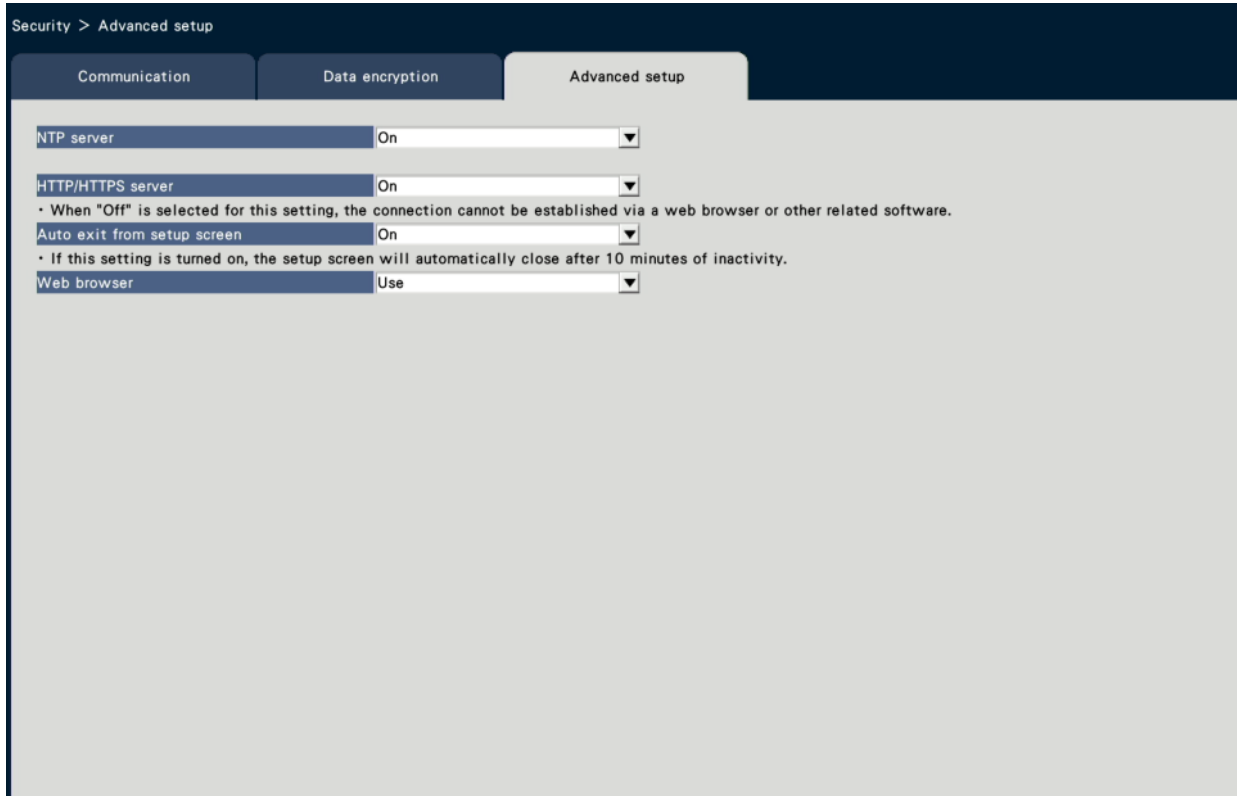 Security > Advanced setup
Communication Data encryption Advanced setup
NTP server On
HTTP/HTTPS server On
・When "Off" is selected for this setting, the connection cannot be established via a web browser or other related software.
Auto exit from setup screen On
・If this setting is turned on, the setup screen will automatically close after 10 minutes of inactivity.
Web browser Use